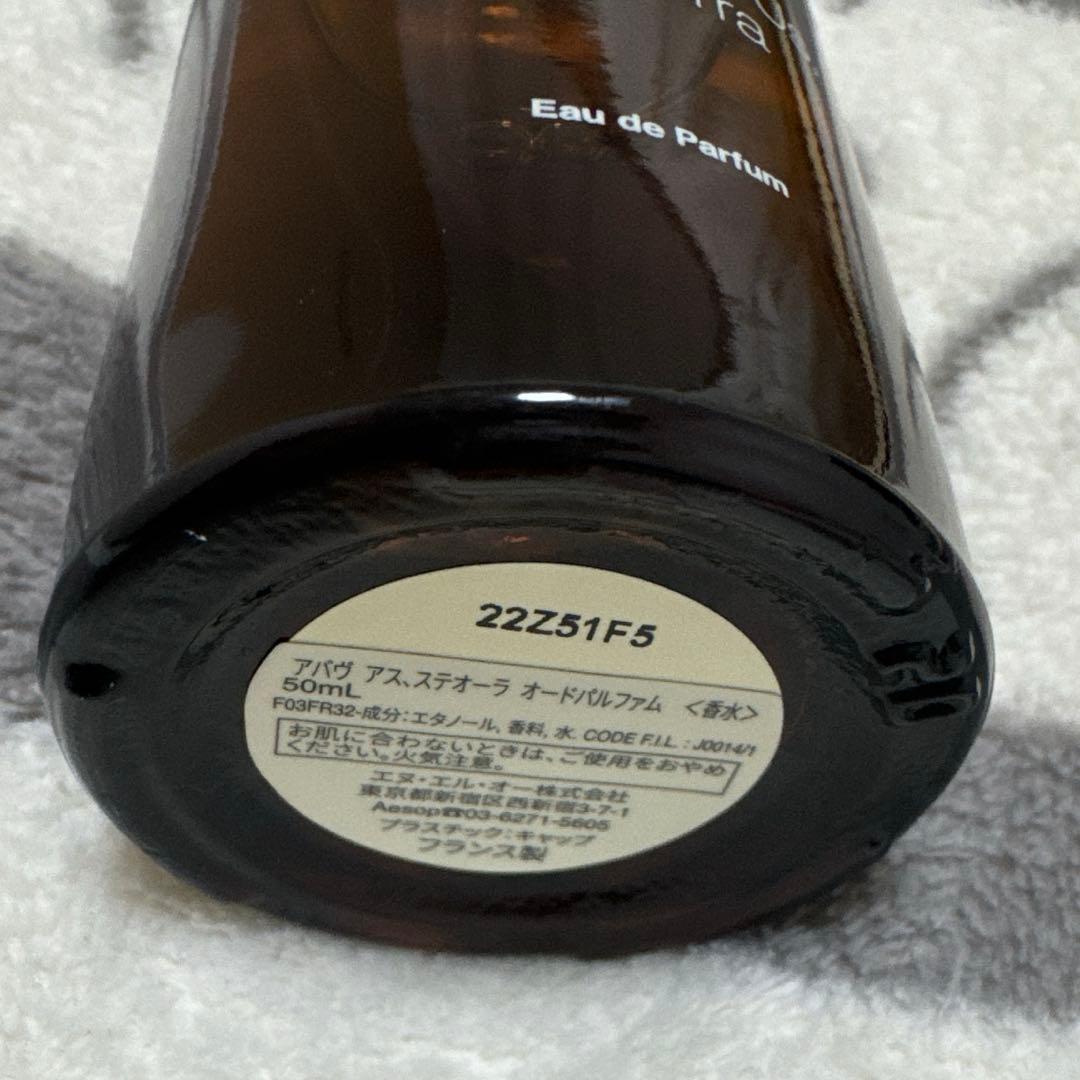 Eau de Parfum
22Z51F5
アバヴ アス、ステオーラ オードパルファム <香水>
50mL
F03FR32-成分:エタノール、香料、水. CODE F.I.L. : J0014/1
お肌に合わないときは、ご使用をおやめ
ください。火気注意。
エヌ・エル・オー株式会社
東京都新宿区西新宿3-7-1
Aesop☎03-6271-5605
プラスチック:キャップ
フランス製